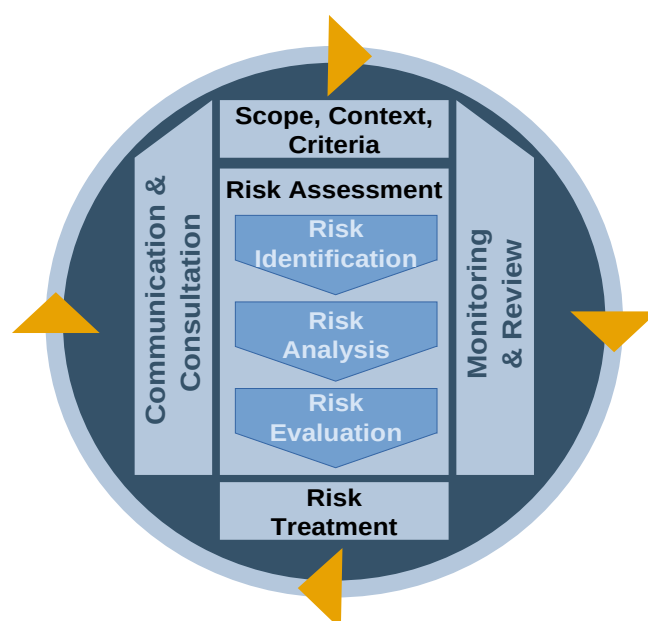 Scope, Context,
Criteria
Risk Assessment
Risk
Identification
Risk
Analysis
Risk
Evaluation
Risk
Treatment
Communication &
Consultation
Monitoring
& Review